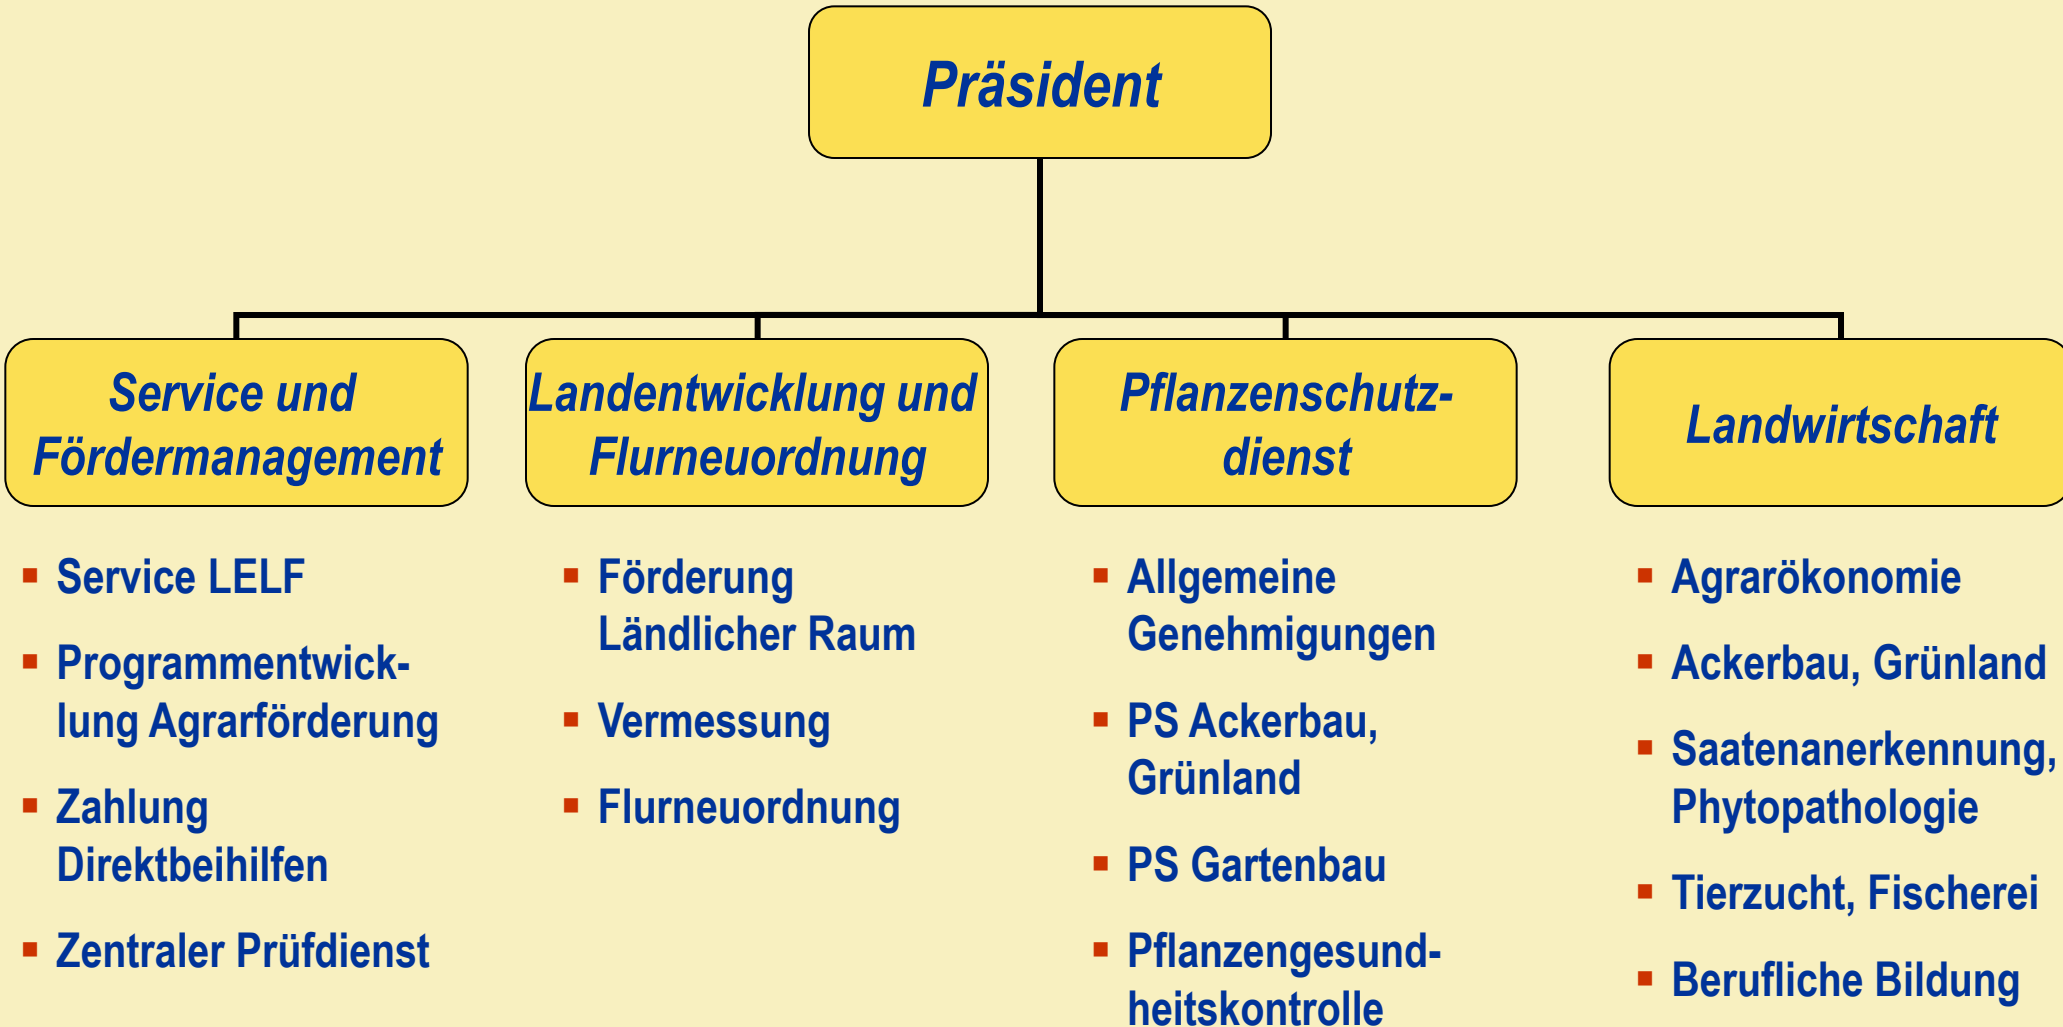 Präsident
Service und
Fördermanagement
Landentwicklung und
Flurneuordnung
Pflanzenschutz-
dienst
Landwirtschaft
Service LELF
Programmentwick-
lung Agrarförderung
Zahlung
Direktbeihilfen
Zentraler Prüfdienst
Förderung
Ländlicher Raum
Vermessung
Flurneuordnung
Allgemeine
Genehmigungen
PS Ackerbau,
Grünland
PS Gartenbau
Pflanzengesund-
heitskontrolle
Agrarökonomie
Ackerbau, Grünland
Saatenanerkennung,
Phytopathologie
Tierzucht, Fischerei
Berufliche Bildung